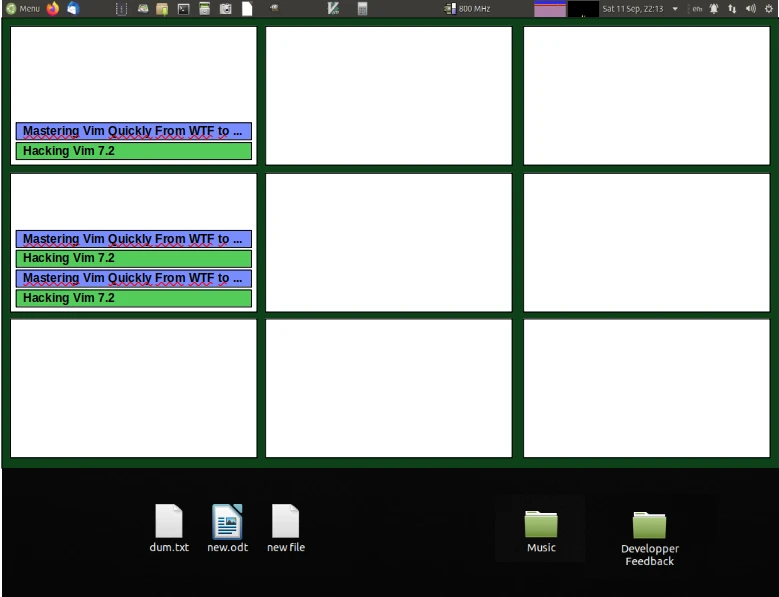 Menu
800 MHz
Sat 11 Sep, 22:13
en₁
Mastering Vim Quickly From WTF to ...
Hacking Vim 7.2
Mastering Vim Quickly From WTF to ...
Hacking Vim 7.2
Mastering Vim Quickly From WTF to ...
Hacking Vim 7.2
dum.txt
new.odt
new file
Music
Developper
Feedback